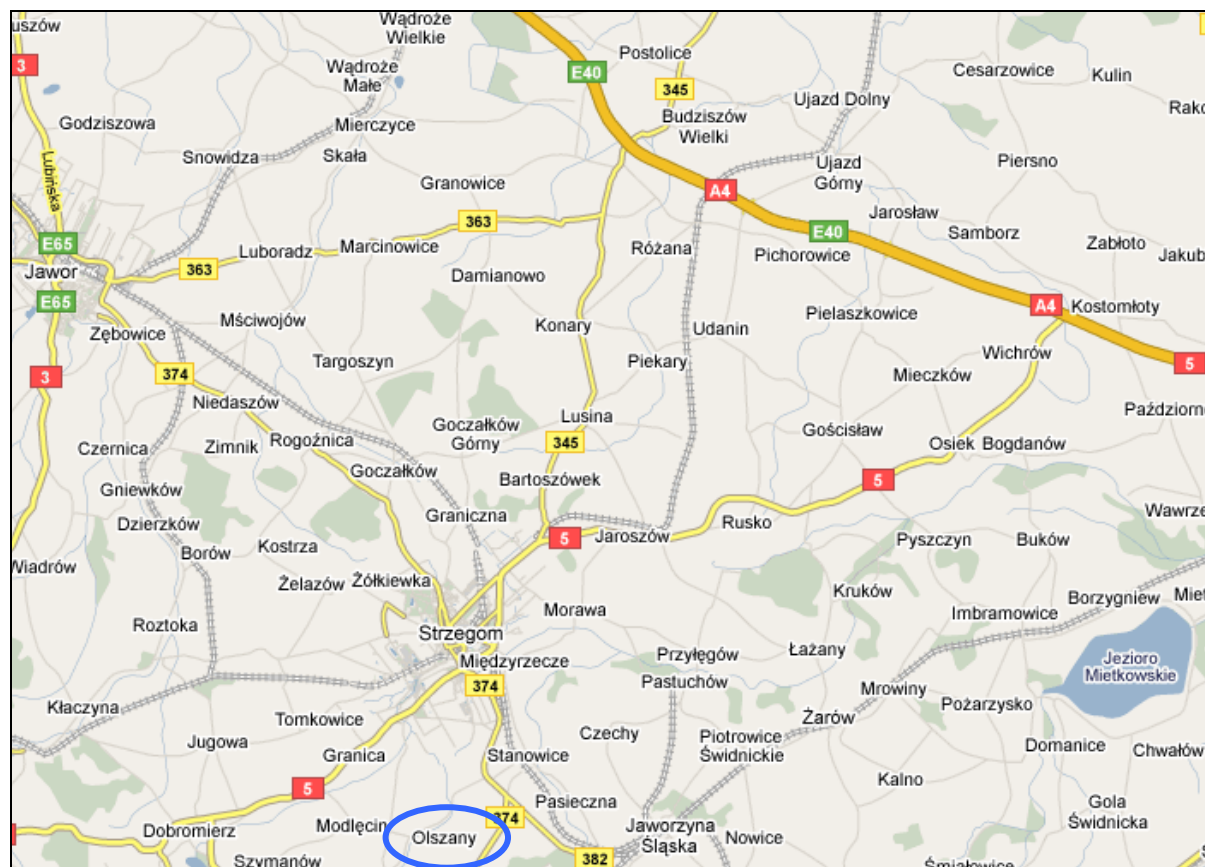 Wądroże
Wielkie
Postolice
3
E40
Wądroże
Małe
345
Cesarzowice
Kulin
Ujazd Dolny
Godziszowa
Mierczyce
Budziszów
Wielki
Snowidza
Skała
Ujazd
Górny
Piersno
Lubińska
Granowice
A4
Jarosław
363
E40
Samborz
E65
Luboradz
Marcinowice
Różana
Pichorowice
Zabłoto
Jawor
363
Damianowo
E65
A4
Kostomłoty
Zębowice
Mściwojów
Konary
Udanin
Pielaszkowice
Targoszyn
Piekary
Wichrów
5
3
374
Mieczków
Niedaszów
Goczałków
Górny
Lusina
Gościsław
Czernica
Zimnik
Rogoźnica
345
Osiek
Bogdanów
Goczałków
Bartoszówek
5
Gniewków
Graniczna
Dzierzków
Rusko
5
Jaroszów
Borów
Kostrza
Pyszczyn
Buków
Wiadrów
Żelazów
Żółkiewka
Kruków
Borzygniew
Morawa
Imbramowice
Roztoka
Strzegom
Łażany
Międzyrzecze
Przyłęgów
Jezioro
Mietkowskie
374
Pastuchów
Mrowiny
Kłaczyna
Tomkowice
Żarów
Pożarzysko
Jugowa
Granica
Stanowice
Czechy
Piotrowice
Świdnickie
Domanice
5
Kalno
Pasieczna
374
Gola
Świdnicka
Dobromierz
Modlęcin
Olszany
Jaworzyna
Śląska
Nowice
Szymanów
382